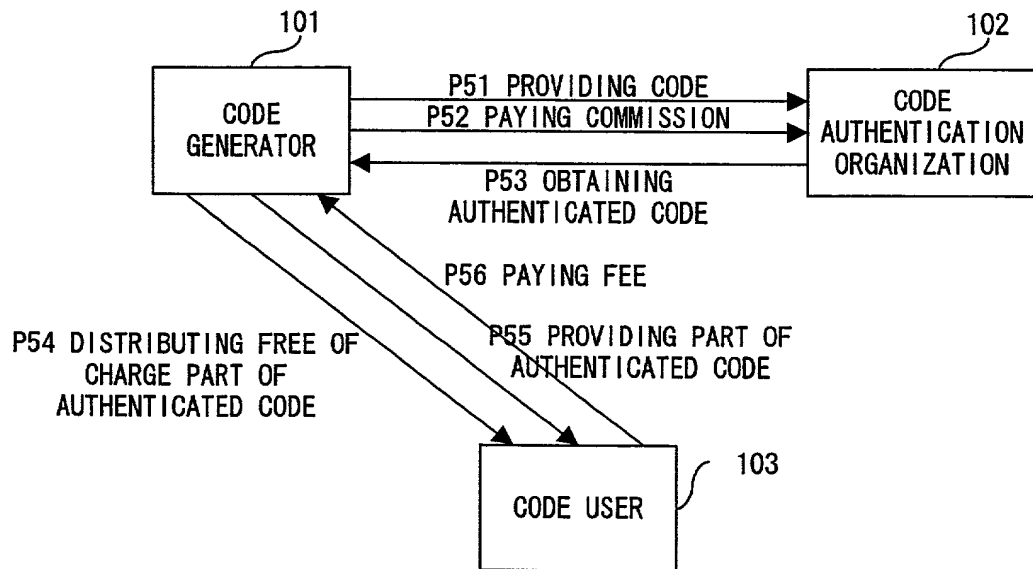 101
102
CODE
GENERATOR
P51 PROVIDING CODE
P52 PAYING COMMISSION
P53 OBTAINING
AUTHENTICATED CODE
CODE
AUTHENTICATION
ORGANIZATION
P56 PAYING FEE
P54 DISTRIBUTING FREE OF
CHARGE PART OF
AUTHENTICATED CODE
P55 PROVIDING PART OF
AUTHENTICATED CODE
CODE USER
103